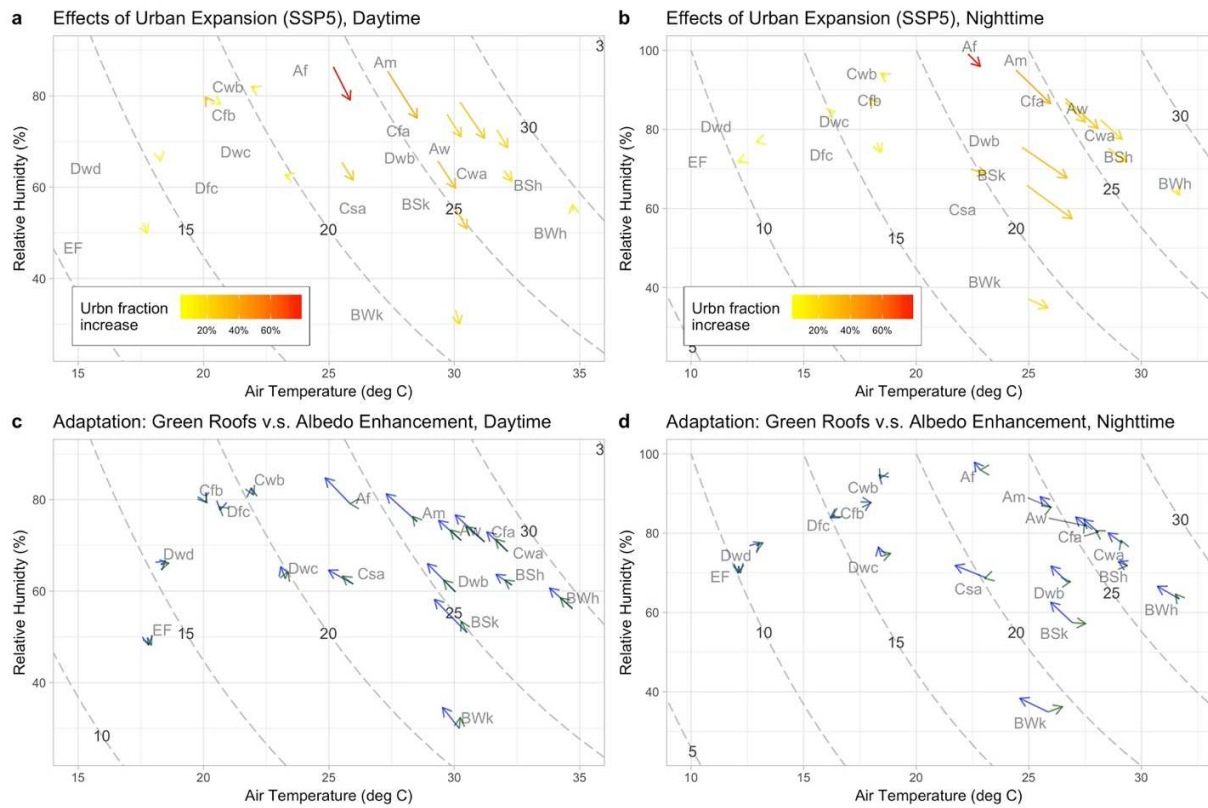 a Effects of Urban Expansion (SSP5), Daytime
Relative Humidity (%)
80
60
40
Af
Am
3
Cwb
Cfb
30
Cfa
Dwc
Dwb
Aw
Dwd
Cwa
Dfc
BSh
Csa
BSk
25
15
20
BWh
EF
BWk
Urbn fraction
increase
20% 40% 60%
15 20 25 30 35
Air Temperature (deg C)
b Effects of Urban Expansion (SSP5), Nighttime
Relative Humidity (%)
100
80
60
40
Af
Am
Cwb
Cfa
Cfb
Aw
30
Dwc
Dwd
Cwa
Dwb
EF
Dfc
BSh
BSk
25
BWh
Csa
10
15
20
BWk
Urbn fraction
increase
20% 40% 60%
5
10 15 20 25 30
Air Temperature (deg C)
c Adaptation: Green Roofs v.s. Albedo Enhancement, Daytime
Relative Humidity (%)
80
60
40
3
Cwb
Cfb
Af
Dfc
Am
Aw
Cfa
30
Cwa
Dwd
Dwc
Csa
Dwb
BSh
BWh
25
BSk
EF
15
20
BWk
10
15 20 25 30 35
Air Temperature (deg C)
d Adaptation: Green Roofs v.s. Albedo Enhancement, Nighttime
Relative Humidity (%)
100
80
60
40
Af
Cwb
Am
Cfb
Dfc
Aw
30
Cfa
Dwd
Dwc
Cwa
EF
BSh
Csa
Dwb
25
BWh
10
15
20
BSk
BWk
5
10 15 20 25 30
Air Temperature (deg C)